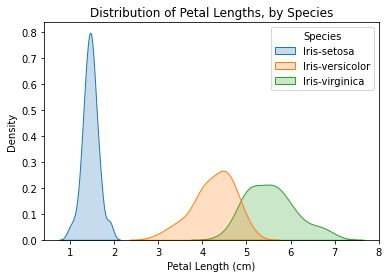 Distribution of Petal Lengths, by Species
Species
Iris-setosa
Iris-versicolor
Iris-virginica
Density
0.8
0.7
0.6
0.5
0.4
0.3
0.2
0.1
0.0
1 2 3 4 5 6 7 8
Petal Length (cm)